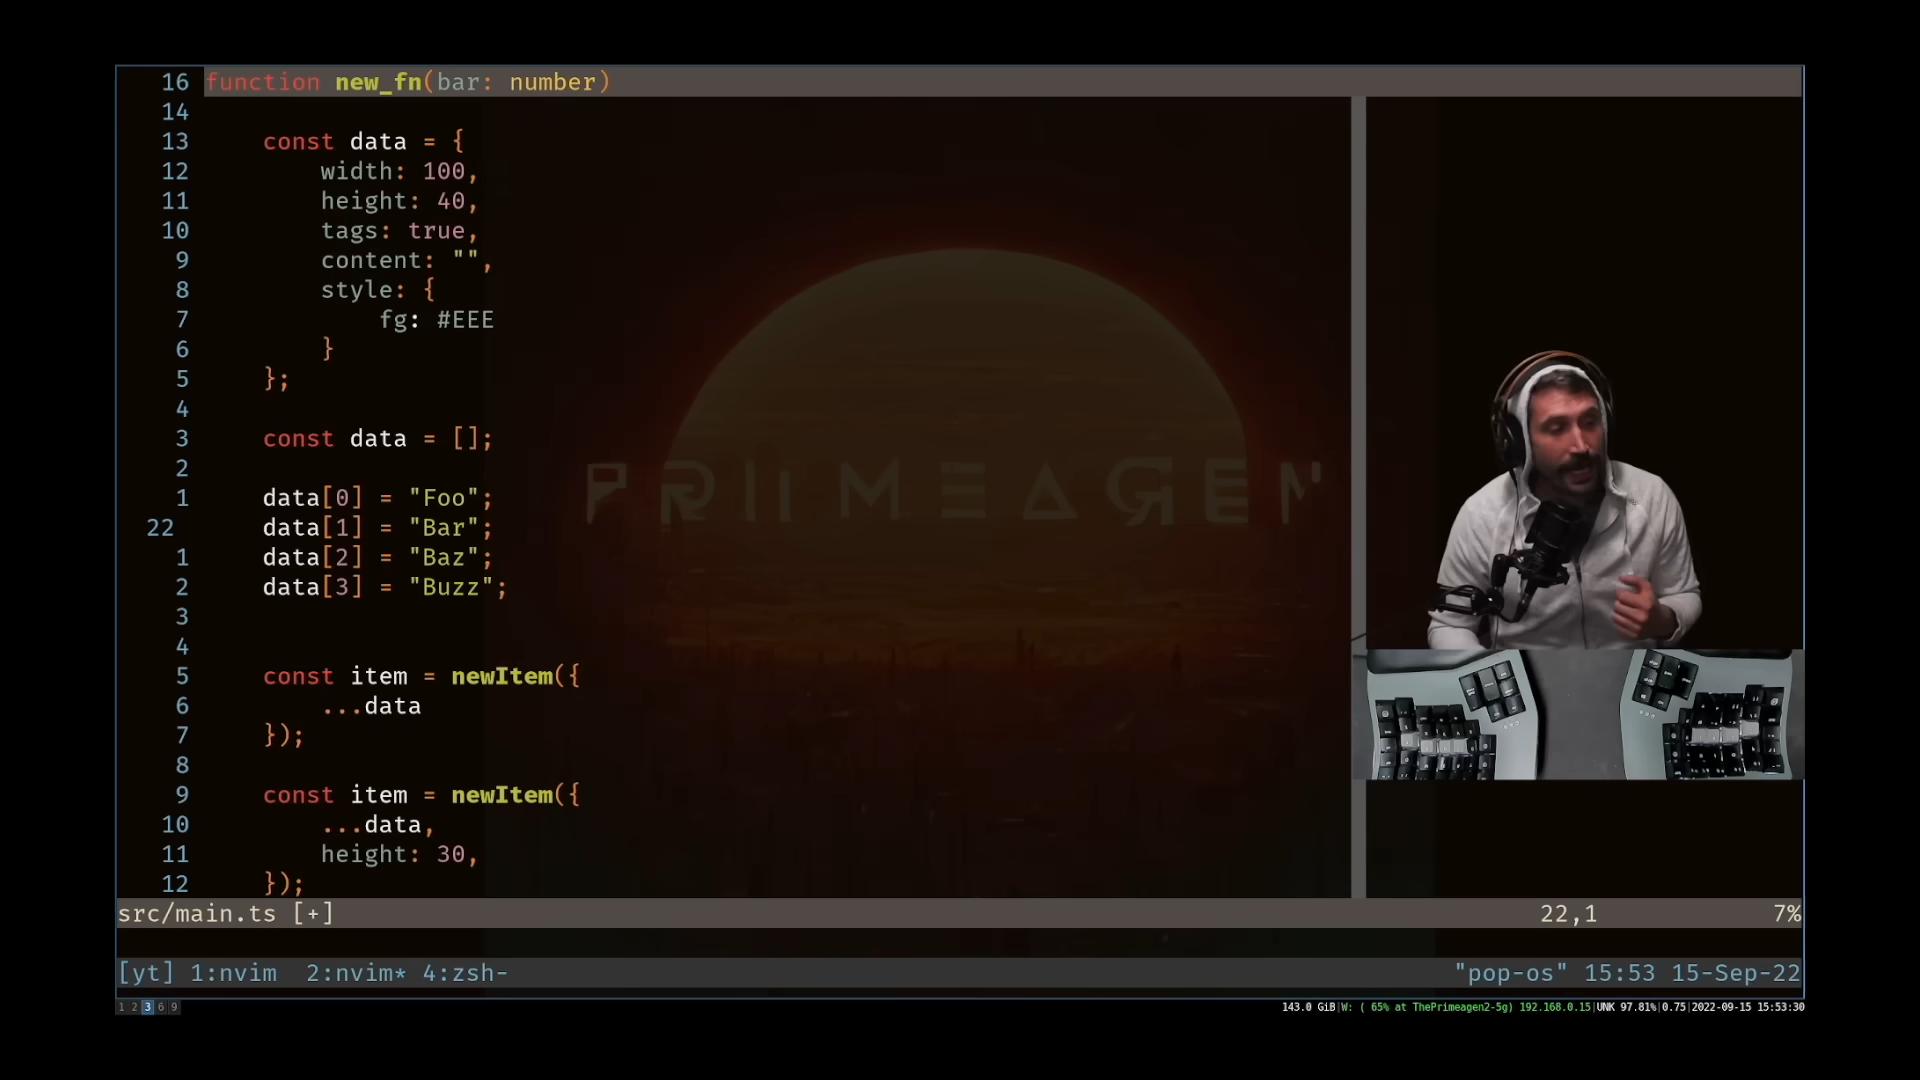 16 function new_fn(bar: number)
14
13 const data = {
12 width: 100,
11 height: 40,
10 tags: true,
9 content: "",
8 style: {
7 fg: #EEE
6 }
5 };
4
3 const data = [];
2
1 data[0] = "Foo";
22 data[1] = "Bar";
1 data[2] = "Baz";
2 data[3] = "Buzz";
3
4
5 const item = newItem({
6 ...data
7 });
8
9 const item = newItem({
10 ...data,
11 height: 30,
12 });
PRIMEAGEN
src/main.ts [+] 22,1 7%
[yt] 1:nvim 2:nvim* 4:zsh- "pop-os" 15:53 15-Sep-22
1 2 3 6 9 143.0 GiB|W: ( 65% at ThePrimeagen2-5g) 192.168.0.15|UNK 97.81%|0.75|2022-09-15 15:53:30